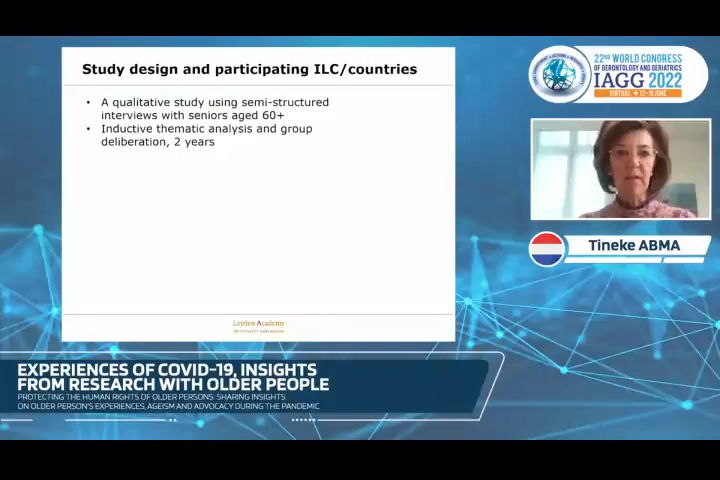 Study design and participating ILC/countries
• A qualitative study using semi-structured
interviews with seniors aged 60+
• Inductive thematic analysis and group
deliberation, 2 years
Leyden Academy
22ND WORLD CONGRESS
OF GERONTOLOGY AND GERIATRICS
IAGG 2022
VIRTUAL
12-16 JUNE
Tineke ABMA
EXPERIENCES OF COVID-19, INSIGHTS
FROM RESEARCH WITH OLDER PEOPLE
PROTECTING THE HUMAN RIGHTS OF OLDER PERSONS: SHARING INSIGHTS
ON OLDER PERSON'S EXPERIENCES, AGEISM AND ADVOCACY DURING THE PANDEMIC